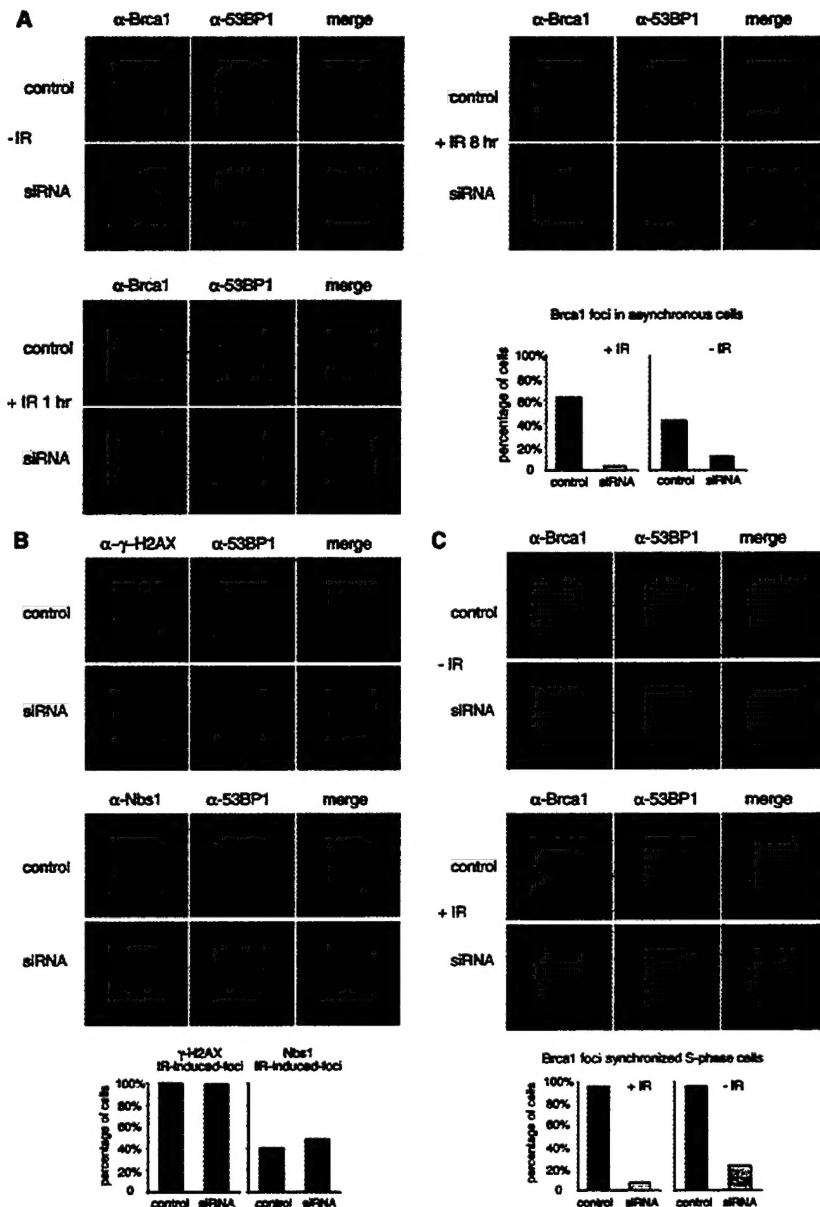 A
α-Brca1 α-53BP1 merge
control
- IR
siRNA
α-Brca1 α-53BP1 merge
control
+ IR 8 hr
siRNA
α-Brca1 α-53BP1 merge
control
+ IR 1 hr
siRNA
Brca1 foci in asynchronous cells
+ IR - IR
percentage of cells
100%
80%
60%
40%
20%
0
control siRNA control siRNA
B
α-γ-H2AX α-53BP1 merge
control
siRNA
α-Nbs1 α-53BP1 merge
control
siRNA
γ-H2AX
IR-induced-foci
Nbs1
IR-induced-foci
percentage of cells
100%
80%
60%
40%
20%
0
control siRNA control siRNA
C
α-Brca1 α-53BP1 merge
control
- IR
siRNA
α-Brca1 α-53BP1 merge
control
+ IR
siRNA
Brca1 foci synchronized S-phase cells
+ IR - IR
percentage of cells
100%
80%
60%
40%
20%
0
control siRNA control siRNA